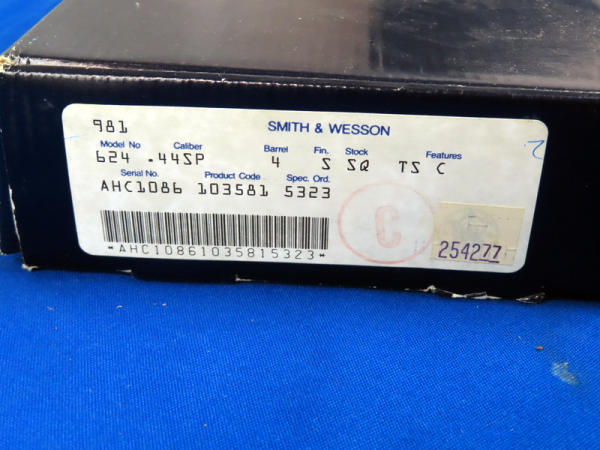 981 SMITH & WESSON
Model No Caliber Barrel Fin. Stock Features
624 .44SP 4 S SQ TS C
Serial No. Product Code Spec. Ord.
AHC1086 103581 5323
*AHC10861035815323*
C
254277
2